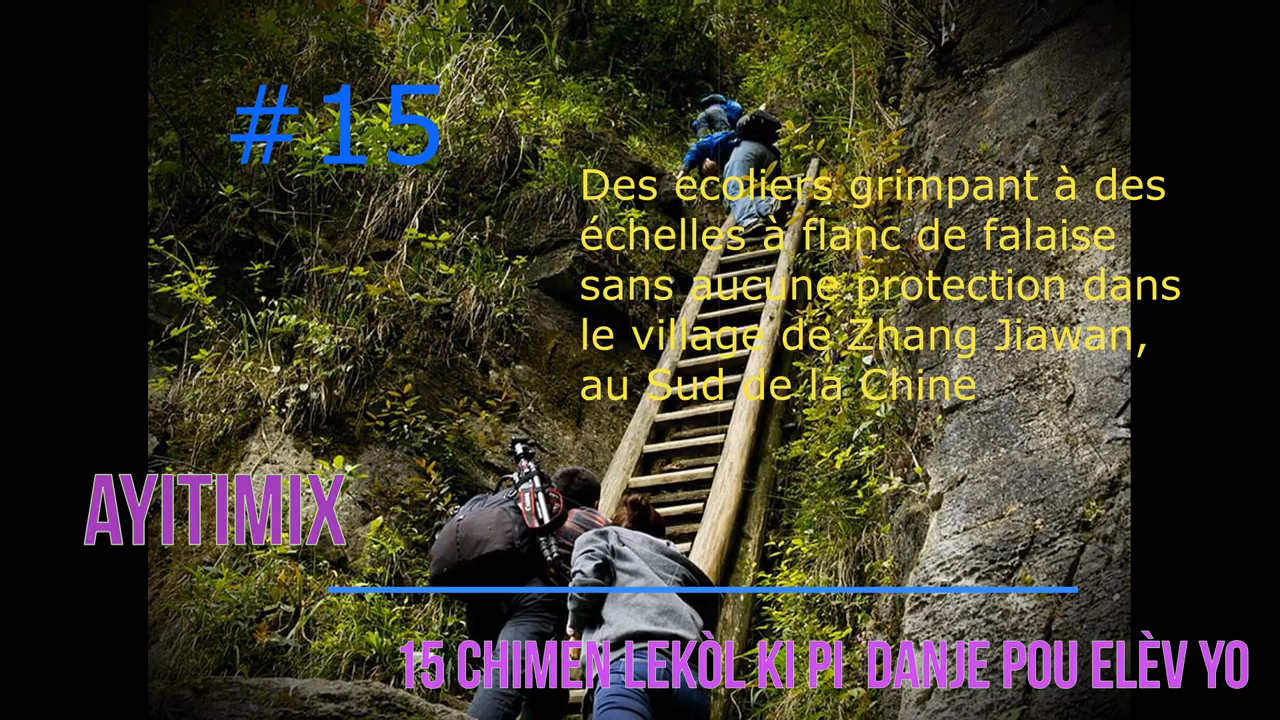 #15
Des ecoliers grimpant à des
échelles à flanc de falaise
sans aucune protection dans
le village de Zhang Jiawan,
au Sud de la Chine
AYITIMIX
15 CHIMEN LEKÒL KI PI DANJE POU ELÈV YO